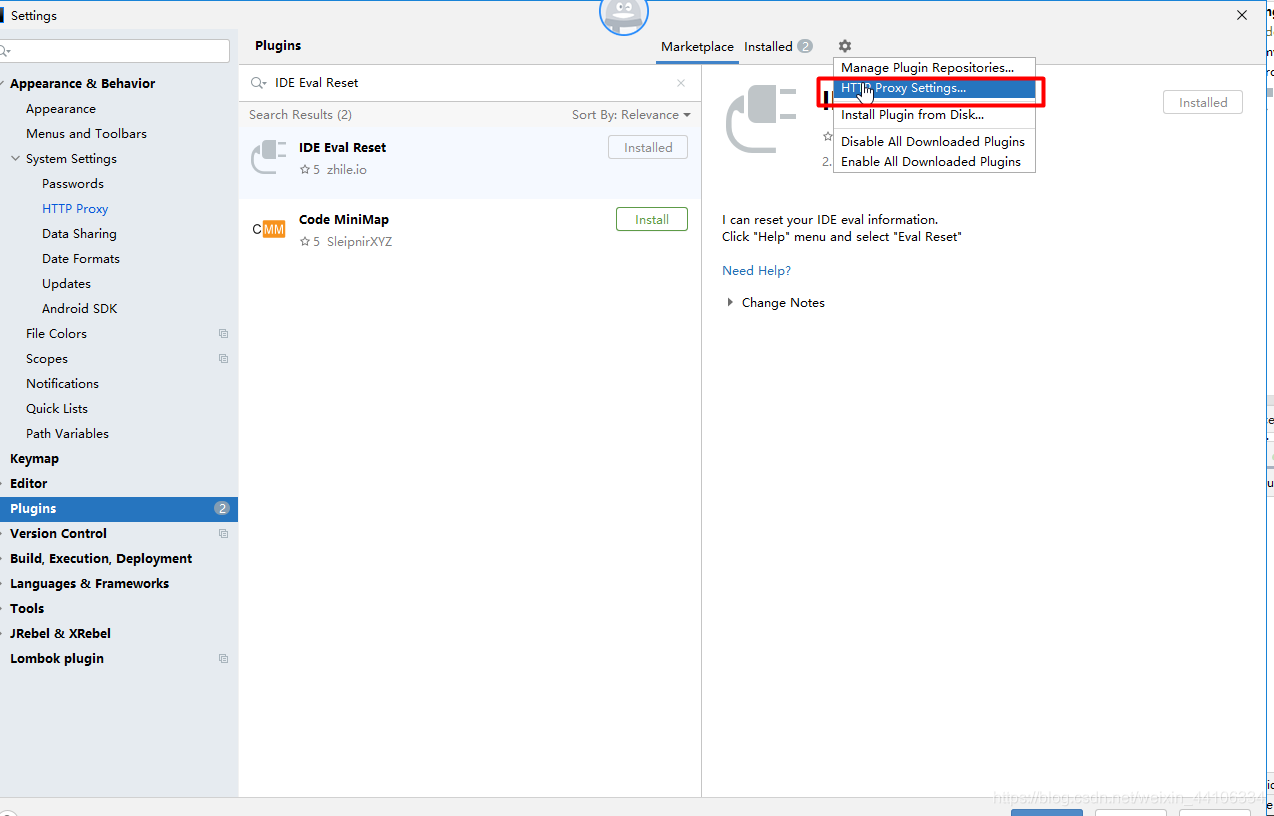 Settings
Appearance & Behavior
Appearance
Menus and Toolbars
System Settings
Passwords
HTTP Proxy
Data Sharing
Date Formats
Updates
Android SDK
File Colors
Scopes
Notifications
Quick Lists
Path Variables
Keymap
Editor
Plugins 2
Version Control
Build, Execution, Deployment
Languages & Frameworks
Tools
JRebel & XRebel
Lombok plugin
Plugins
Marketplace Installed 2
IDE Eval Reset
Search Results (2) Sort By: Relevance
IDE Eval Reset Installed
5 zhile.io
Code MiniMap Install
CMM
5 SleipnirXYZ
Manage Plugin Repositories...
Proxy Settings...
Install Plugin from Disk...
Disable All Downloaded Plugins
Enable All Downloaded Plugins
Installed
2.
I can reset your IDE eval information.
Click "Help" menu and select "Eval Reset"
Need Help?
Change Notes
https://blog.csdn.net/weixin_44106334